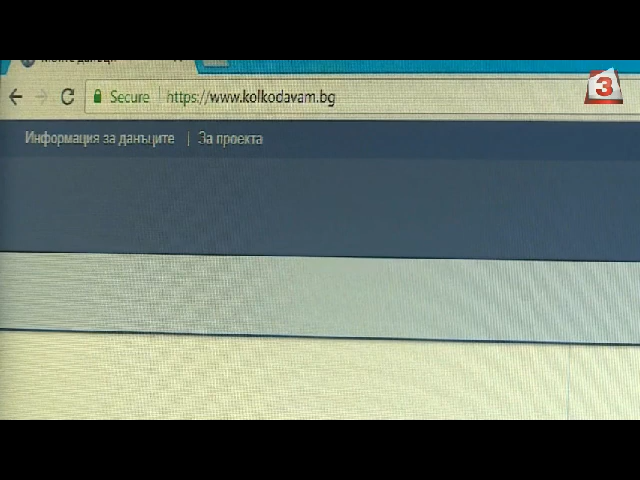 Secure https://www.kolkodavam.bg
3
Информация за данъците | За проекта